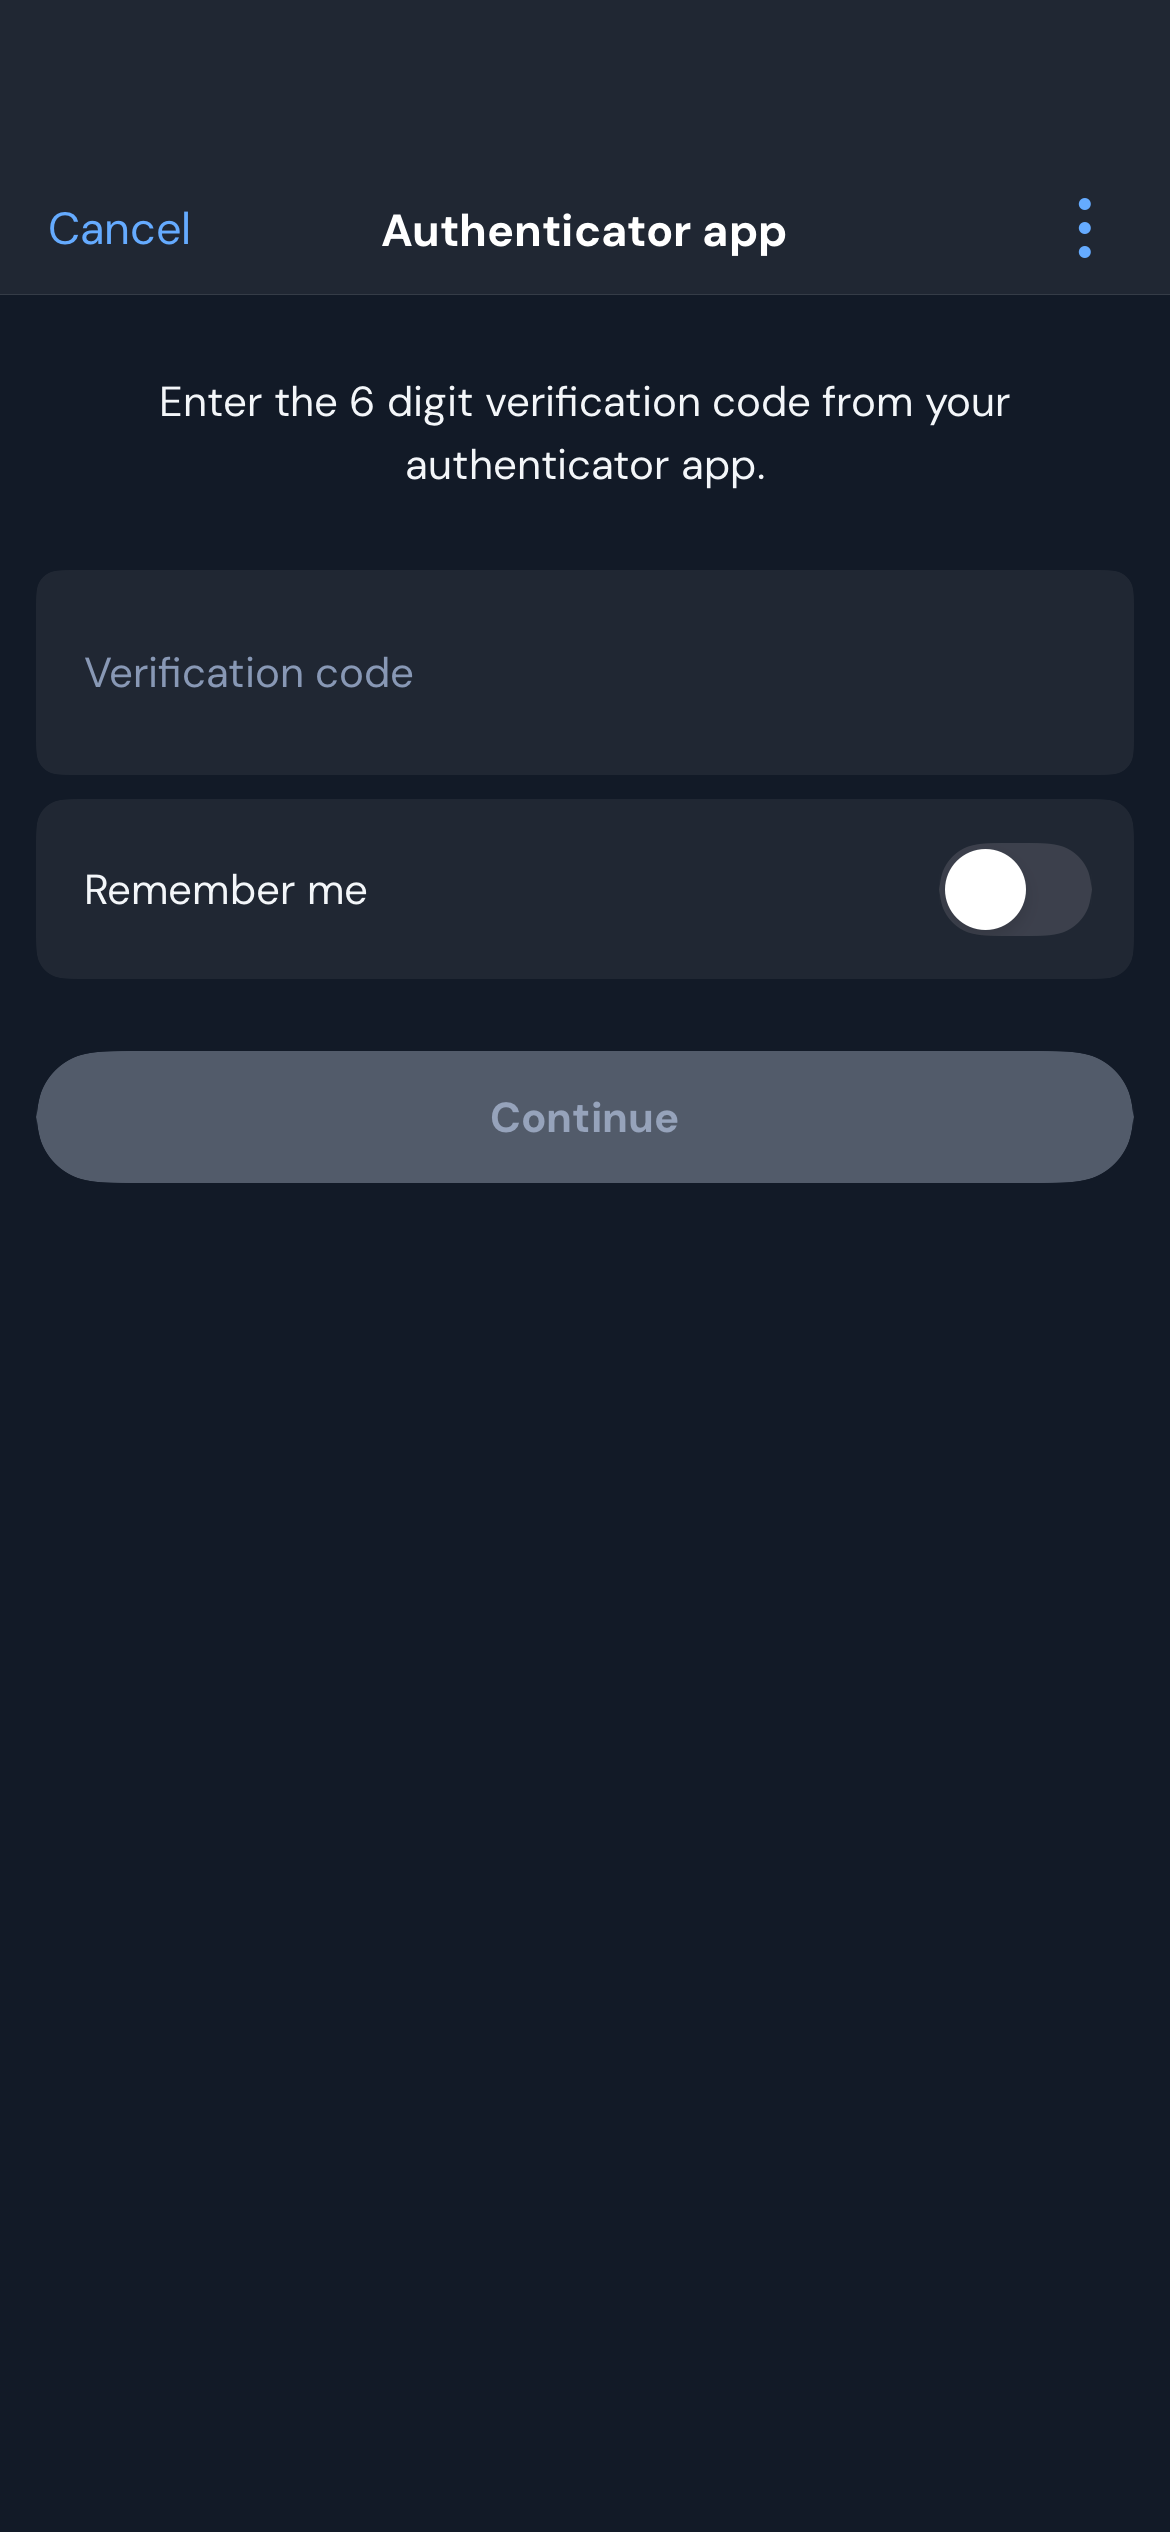 Cancel
Authenticator app
Enter the 6 digit verification code from your
authenticator app.
Verification code
Remember me
Continue